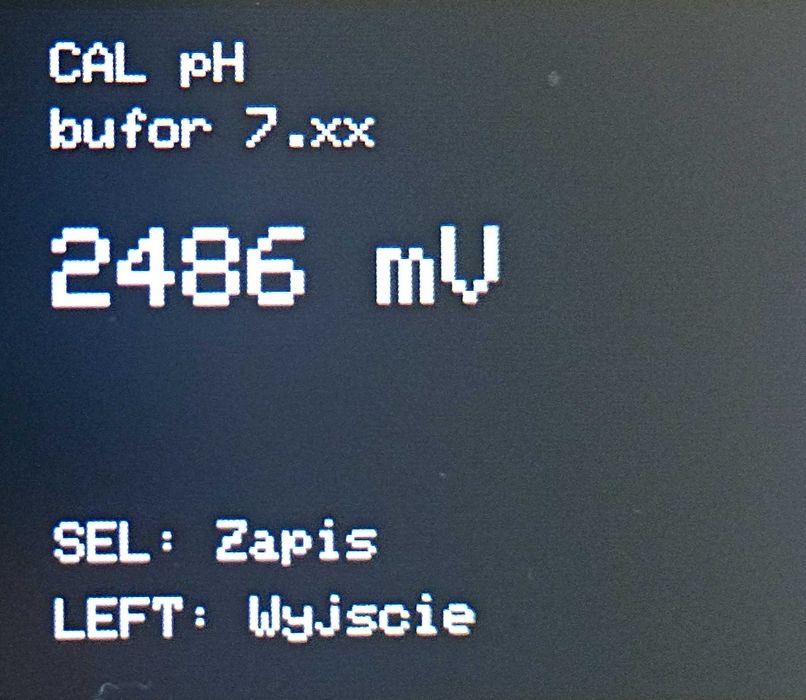 CAL pH
bufor 7.xx
2486 mV
SEL: Zapis
LEFT: Wyjscie